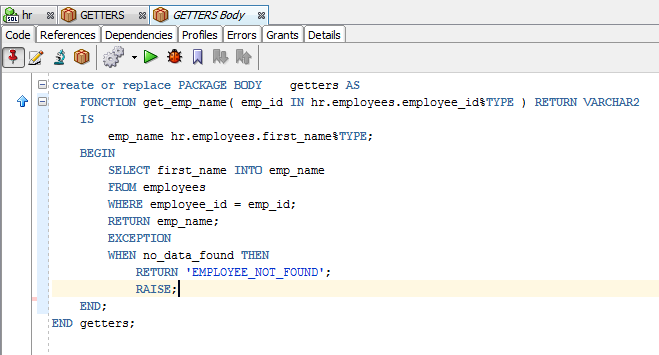 SQL hr GETTERS GETTERS Body
Code References Dependencies Profiles Errors Grants Details
create or replace PACKAGE BODY    getters AS
    FUNCTION get_emp_name( emp_id IN hr.employees.employee_id%TYPE ) RETURN VARCHAR2
    IS
        emp_name hr.employees.first_name%TYPE;
    BEGIN
        SELECT first_name INTO emp_name
        FROM employees
        WHERE employee_id = emp_id;
        RETURN emp_name;
        EXCEPTION
        WHEN no_data_found THEN
            RETURN 'EMPLOYEE_NOT_FOUND';
            RAISE;
    END;
END getters;